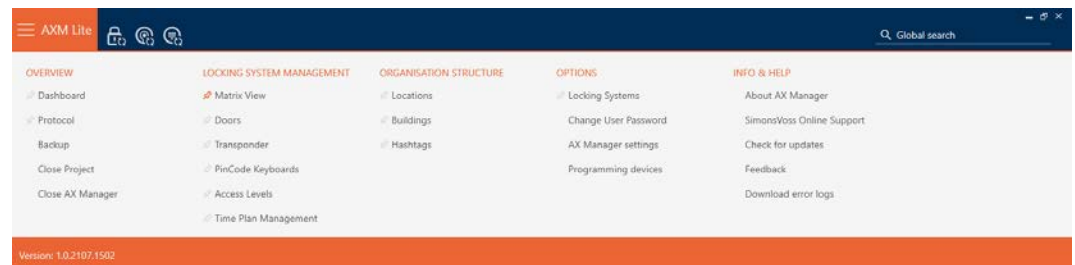 AXM Lite
Global search
OVERVIEW
Dashboard
Protocol
Backup
Close Project
Close AX Manager
LOCKING SYSTEM MANAGEMENT
Matrix View
Doors
Transponder
PinCode Keyboards
Access Levels
Time Plan Management
ORGANISATION STRUCTURE
Locations
Buildings
Hashtags
OPTIONS
Locking Systems
Change User Password
AX Manager settings
Programming devices
INFO & HELP
About AX Manager
SimonsVoss Online Support
Check for updates
Feedback
Download error logs
Version: 1.0.2107.1502